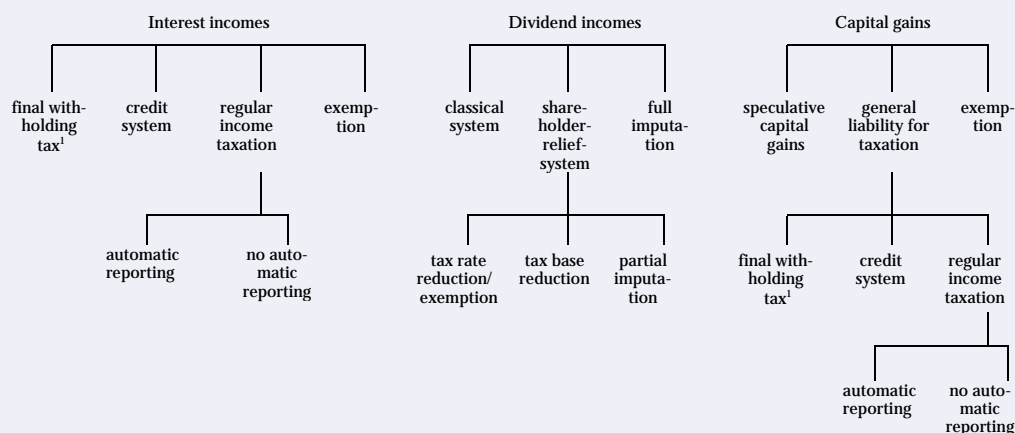 Interest incomes
final with-
holding
tax1
credit
system
regular
income
taxation
exemp-
tion
automatic
reporting
no auto-
matic
reporting
Dividend incomes
classical
system
share-
holder-
relief-
system
full
imputa-
tion
tax rate
reduction/
exemption
tax base
reduction
partial
imputa-
tion
Capital gains
speculative
capital
gains
general
liability for
taxation
exemp-
tion
final with-
holding
tax1
credit
system
regular
income
taxation
automatic
reporting
no auto-
matic
reporting